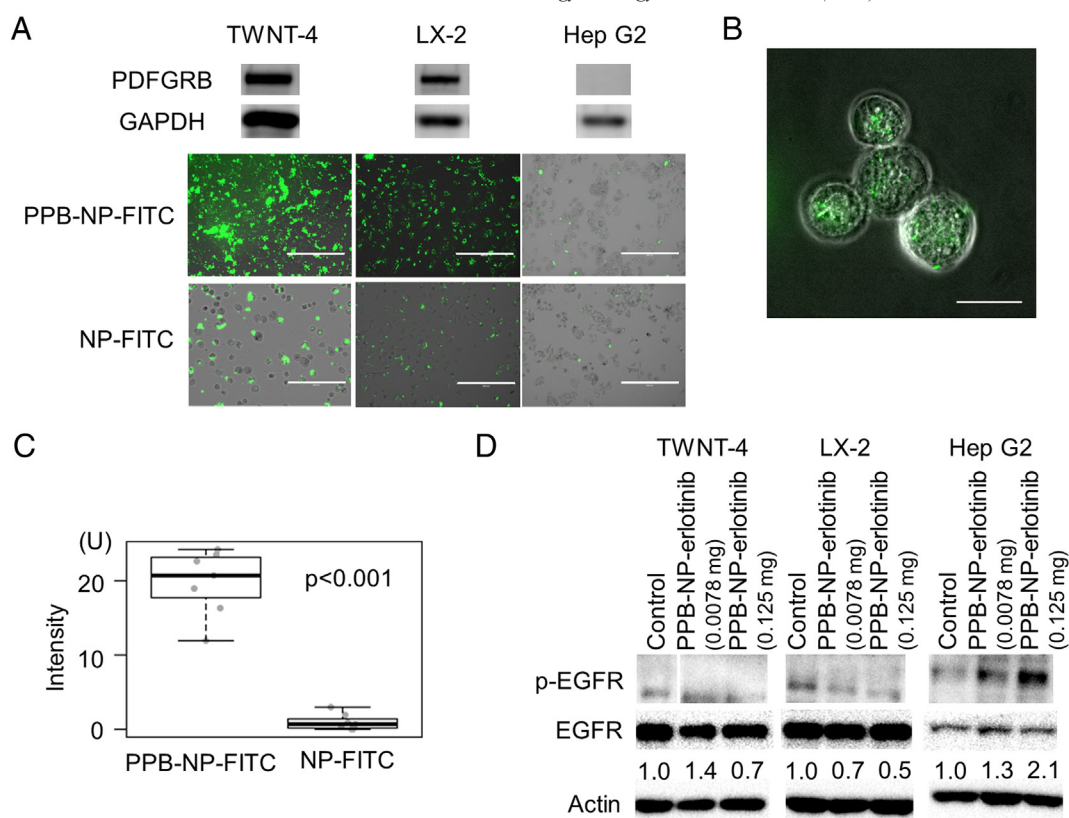 A
TWNT-4 LX-2 Hep G2
PDFGRB
GAPDH
PPB-NP-FITC
NP-FITC
B
C
(U)
20
10
0
Intensity
p<0.001
PPB-NP-FITC NP-FITC
D
TWNT-4 LX-2 Hep G2
Control
PPB-NP-erlotinib
(0.0078 mg)
PPB-NP-erlotinib
(0.125 mg)
Control
PPB-NP-erlotinib
(0.0078 mg)
PPB-NP-erlotinib
(0.125 mg)
Control
PPB-NP-erlotinib
(0.0078 mg)
PPB-NP-erlotinib
(0.125 mg)
p-EGFR
EGFR
1.0 1.4 0.7 1.0 0.7 0.5 1.0 1.3 2.1
Actin